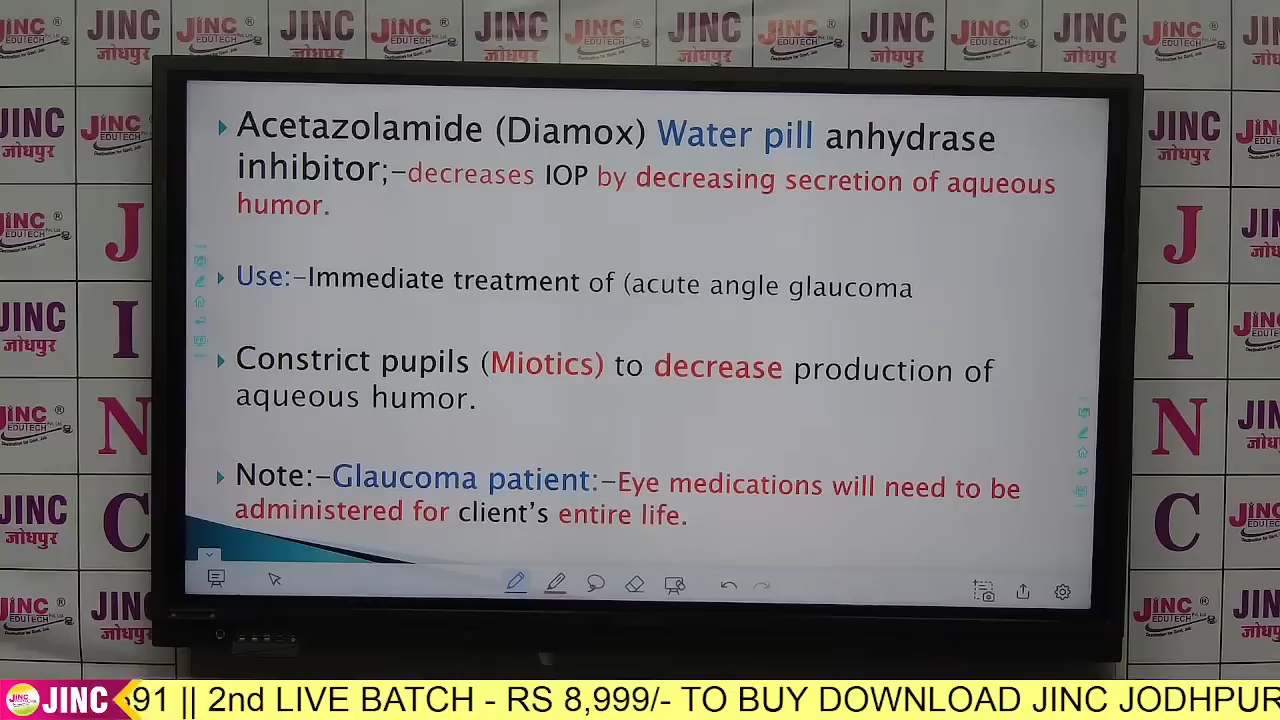 Acetazolamide (Diamox) Water pill anhydrase
inhibitor;-decreases IOP by decreasing secretion of aqueous
humor.
Use:-Immediate treatment of (acute angle glaucoma
Constrict pupils (Miotics) to decrease production of
aqueous humor.
Note:-Glaucoma patient:-Eye medications will need to be
administered for client's entire life.
JINC
जोधपुर
JINC
EDUTECH
J
I
N
C
J
I
N
C
JINC
591 || 2nd LIVE BATCH - RS 8,999/- TO BUY DOWNLOAD JINC JODHPUR